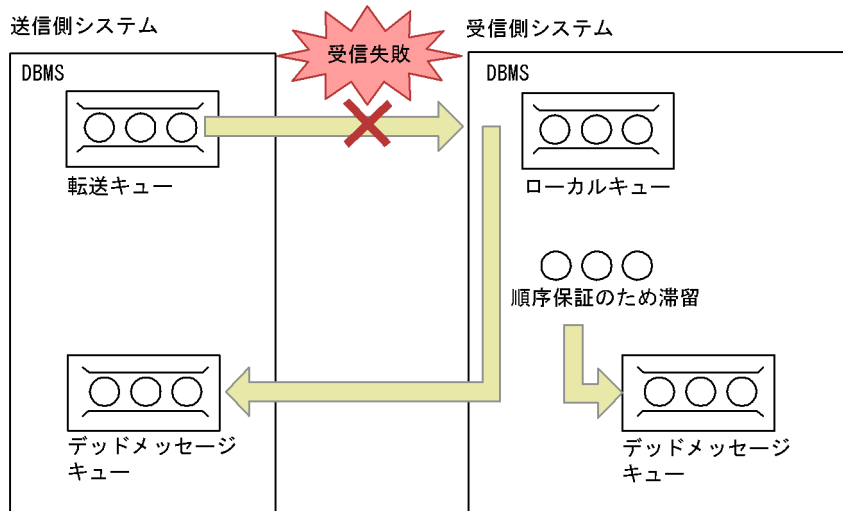 送信側システム
受信失敗
受信側システム
DBMS
DBMS
転送キュー
ローカルキュー
順序保証のため滞留
デッドメッセージ
キュー
デッドメッセージ
キュー